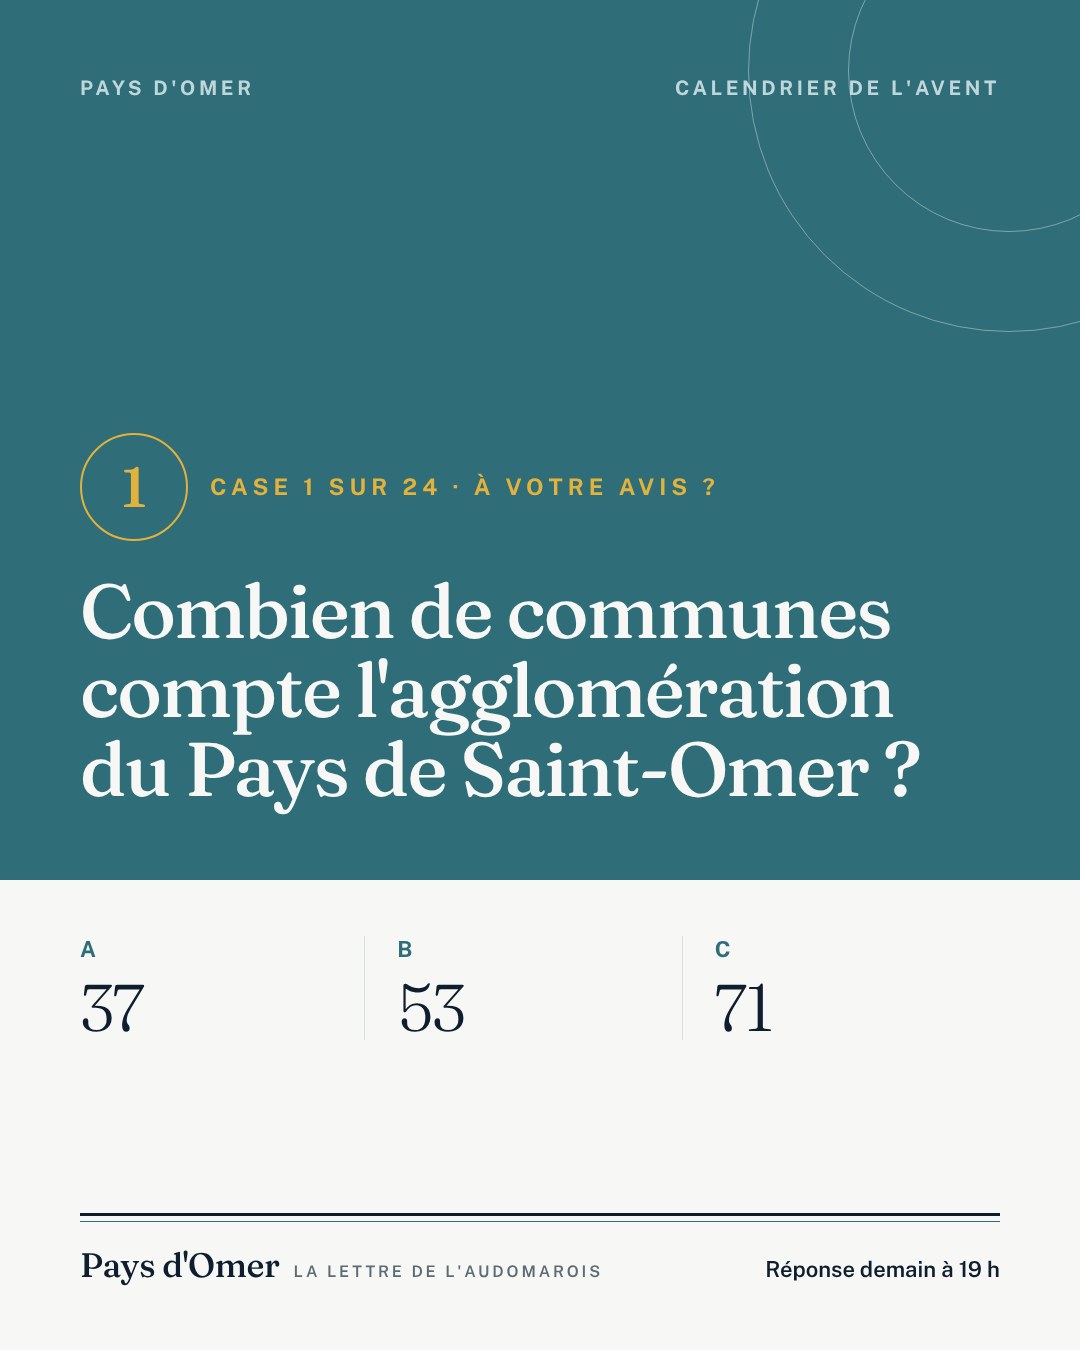 PAYS D'OMER
CALENDRIER DE L'AVENT
1
CASE 1 SUR 24 · À VOTRE AVIS ?
Combien de communes
compte l'agglomération
du Pays de Saint-Omer ?
A
37
B
53
C
71
Pays d'Omer LA LETTRE DE L'AUDOMAROIS
Réponse demain à 19 h